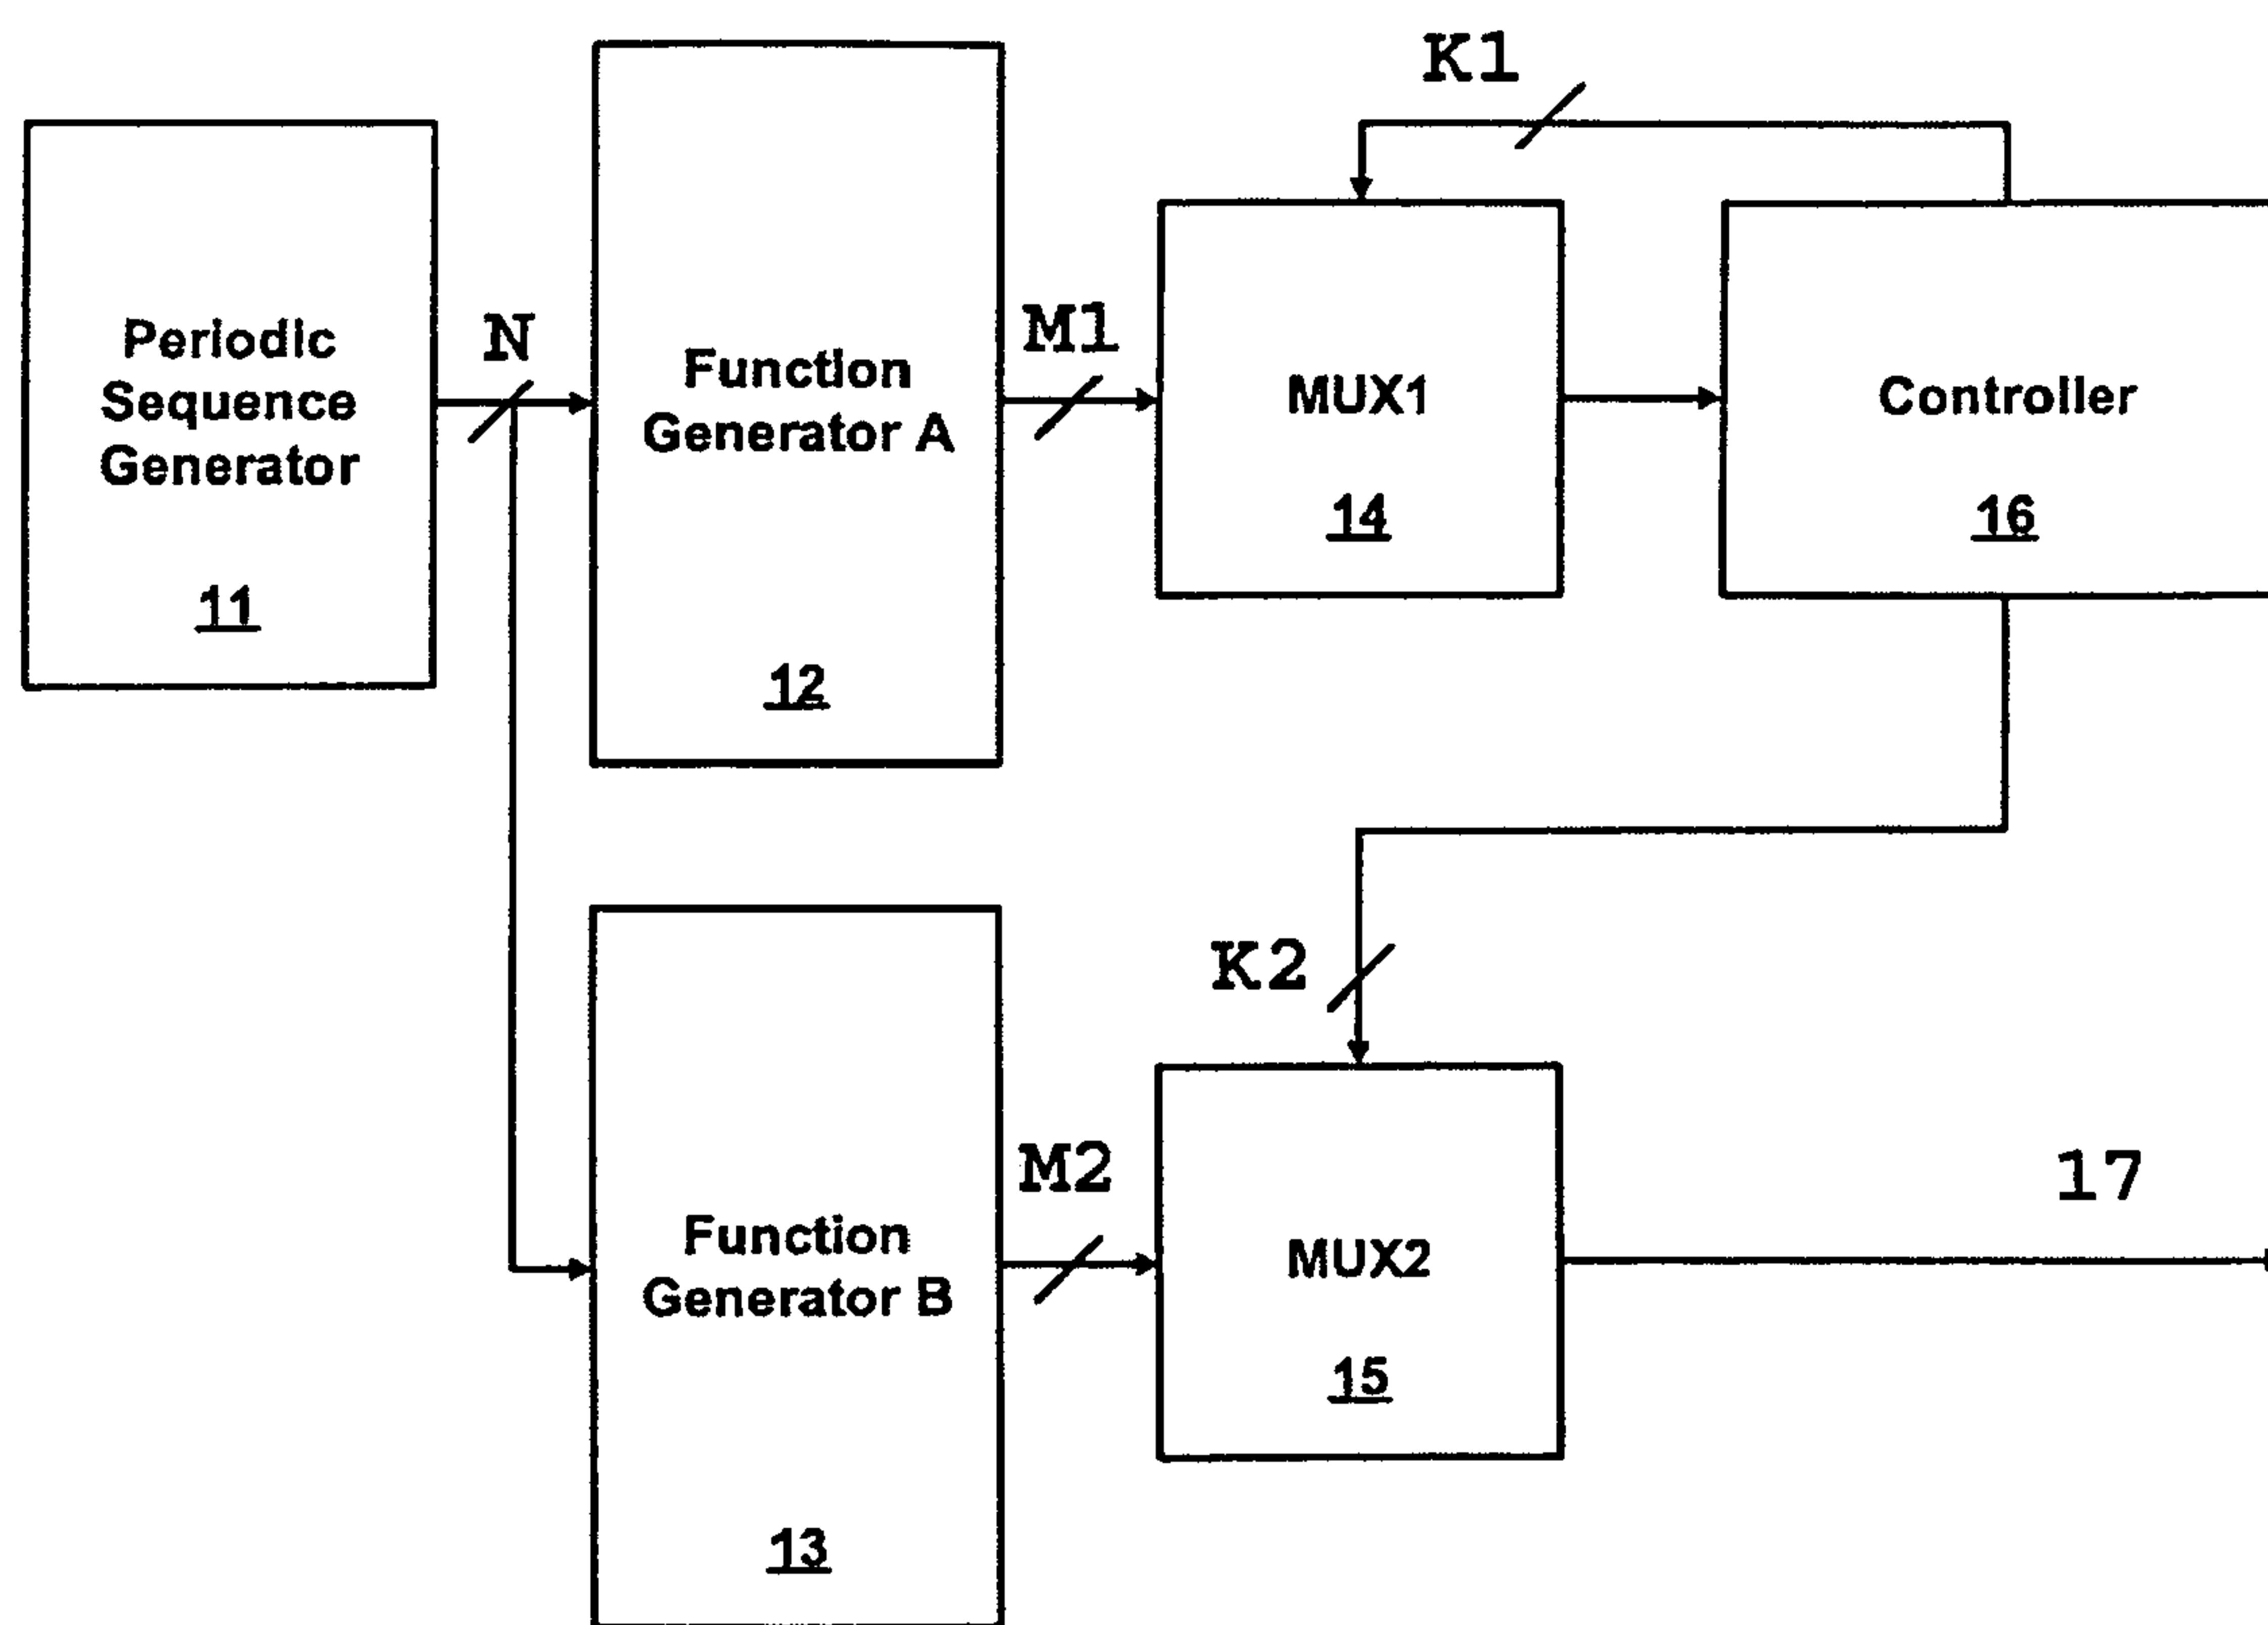 K1
Periodic
Sequence
Generator
11
N
Function
Generator A
12
M1
MUX1
14
Controller
16
K2
Function
Generator B
13
M2
MUX2
15
17